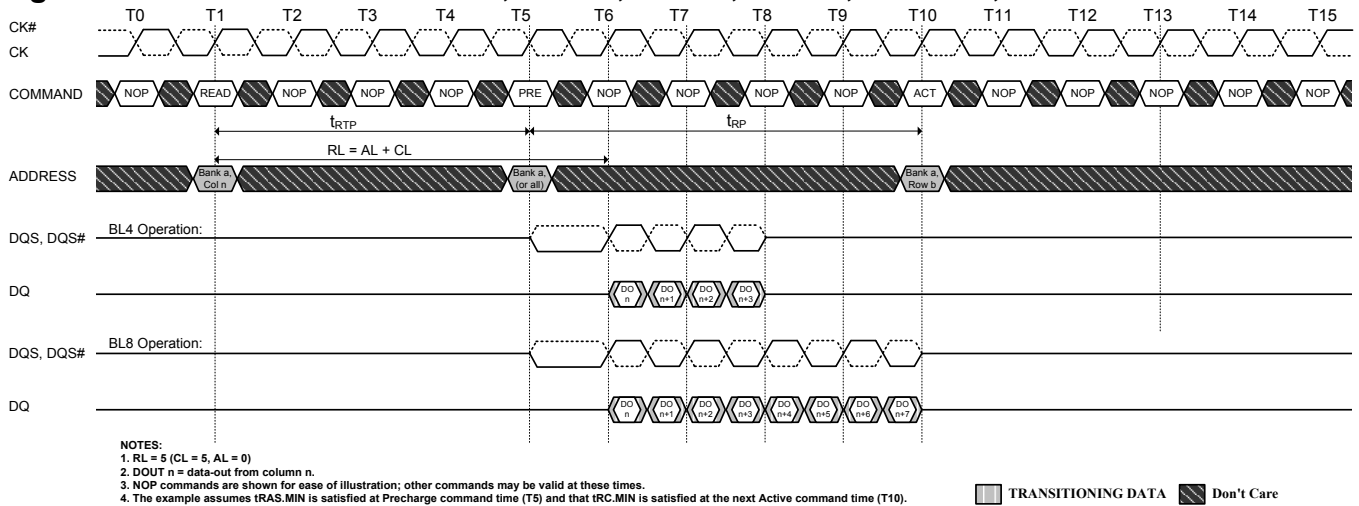 T0 T1 T2 T3 T4 T5 T6 T7 T8 T9 T10 T11 T12 T13 T14 T15
CK#
CK
COMMAND NOP READ NOP NOP NOP PRE NOP NOP NOP NOP ACT NOP NOP NOP NOP NOP
tRTP tRP
RL = AL + CL
ADDRESS Bank a, Col n Bank a, (or all) Bank a, Row b
BL4 Operation:
DQS, DQS#
DQ DO n DO n+1 DO n+2 DO n+3
BL8 Operation:
DQS, DQS#
DQ DO n DO n+1 DO n+2 DO n+3 DO n+4 DO n+5 DO n+6 DO n+7
NOTES:
1. RL = 5 (CL = 5, AL = 0)
2. DOUT n = data-out from column n.
3. NOP commands are shown for ease of illustration; other commands may be valid at these times.
4. The example assumes tRAS.MIN is satisfied at Precharge command time (T5) and that tRC.MIN is satisfied at the next Active command time (T10).
TRANSITIONING DATA Don't Care